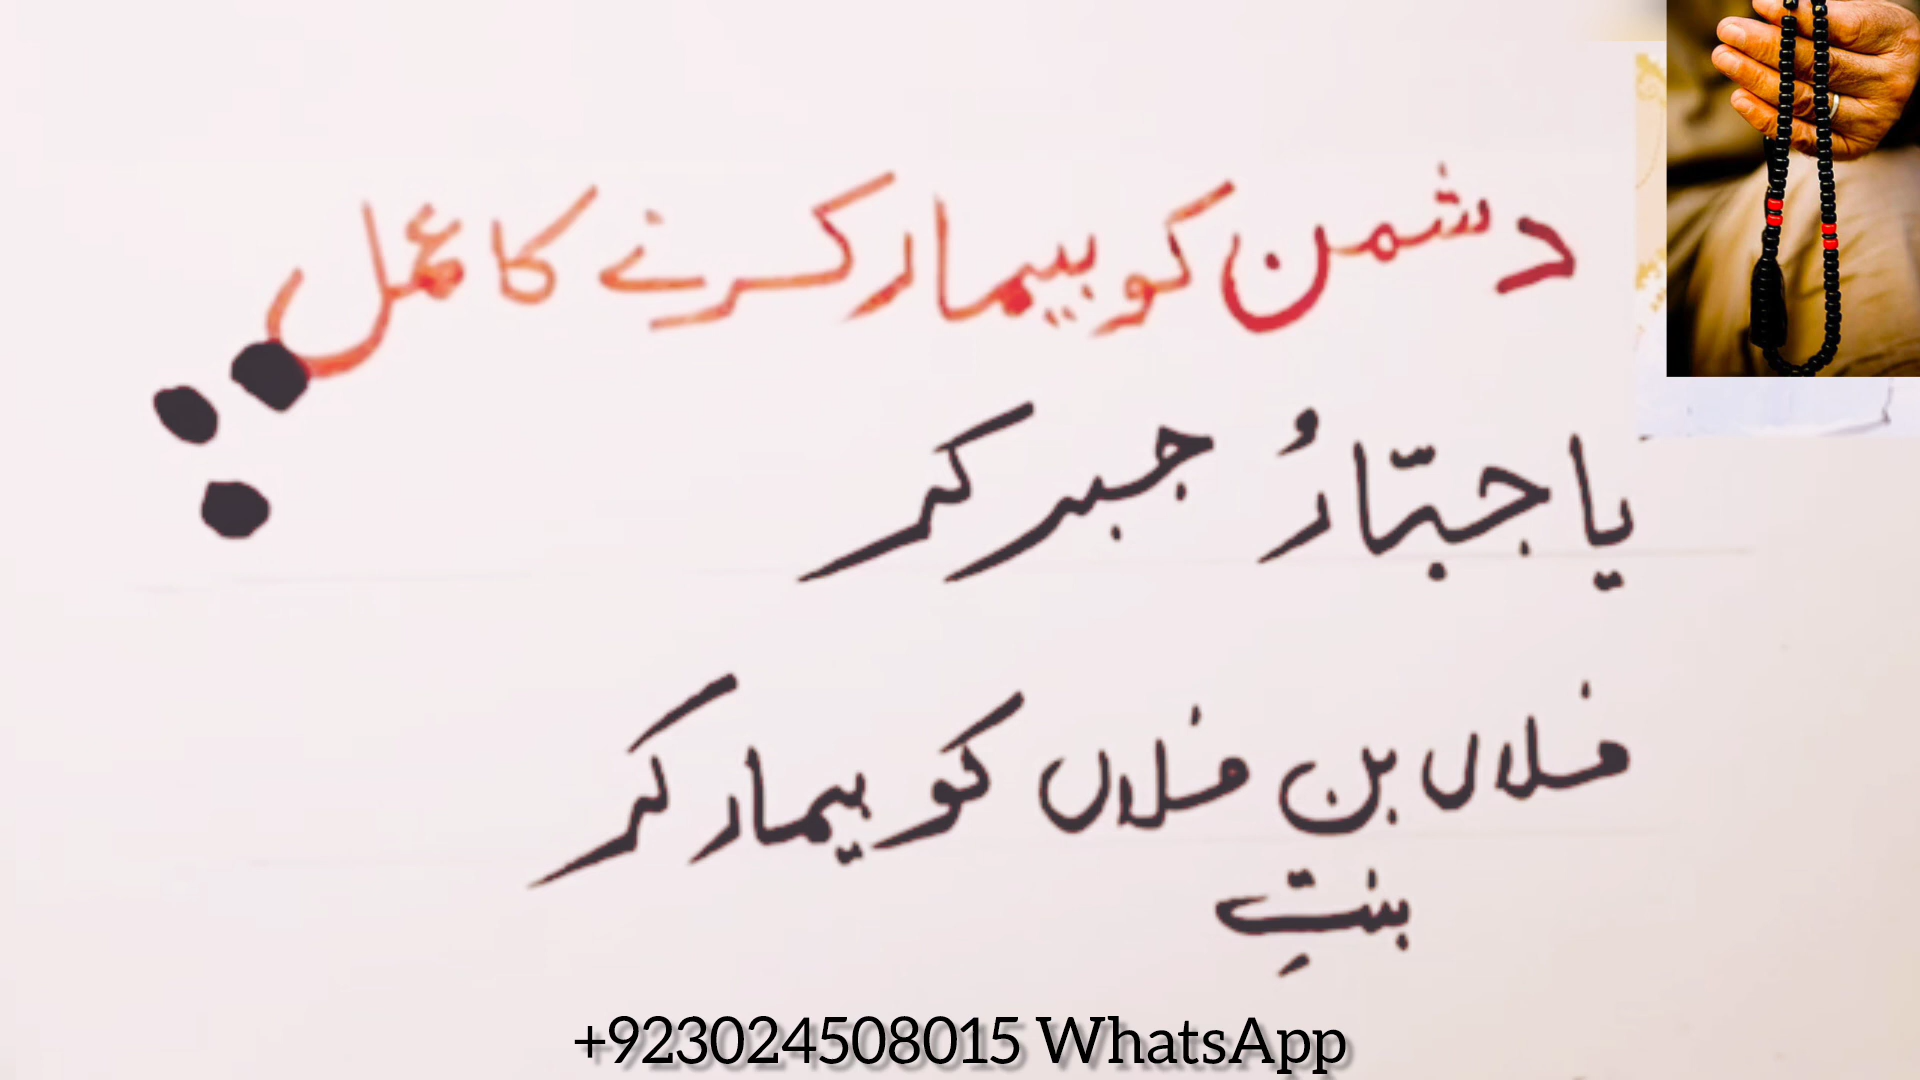 دشمن کو بیمار کرنے کا عمل
یا جبّارُ جبر کر
فلاں بن فلاں کو بیمار کر
بنتِ
+923024508015 WhatsApp